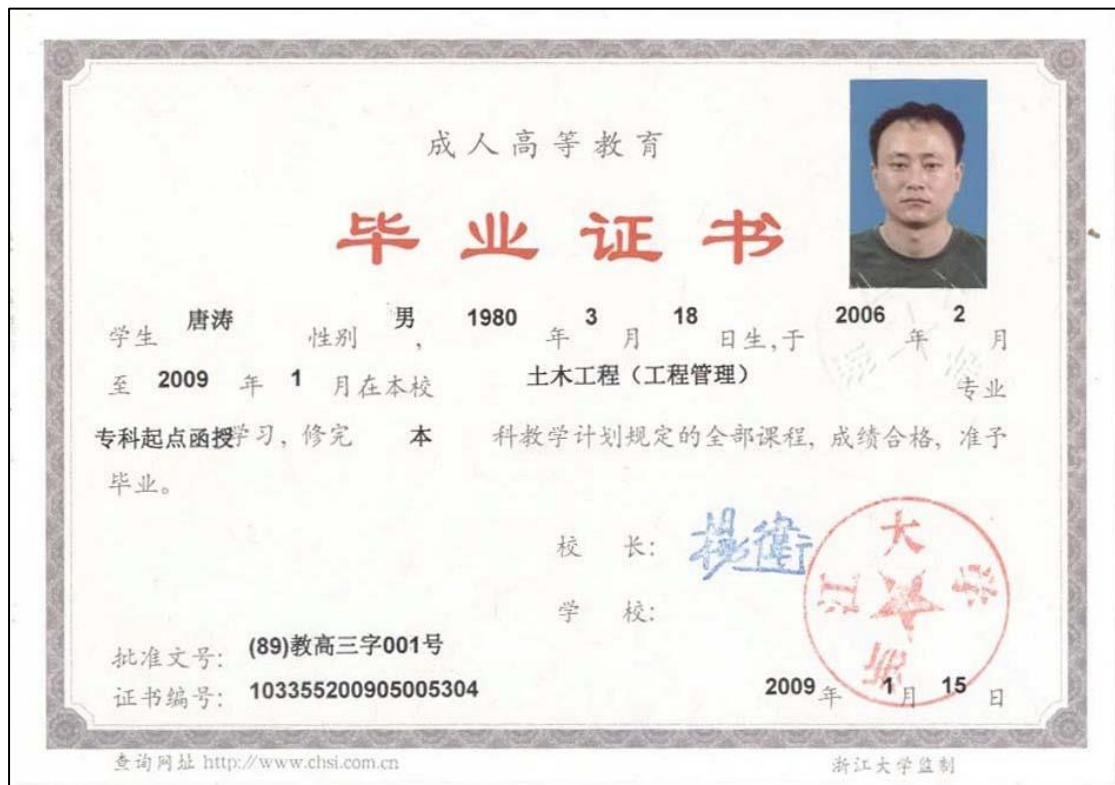 成人高等教育
毕业证书
学生 唐涛 性别 男 , 1980 年 3 月 18 日生,于 2006 年 2 月
至 2009 年 1 月在本校 土木工程（工程管理） 专业
专科起点函授学习, 修完 本 科教学计划规定的全部课程, 成绩合格, 准予
毕业。
校 长: 杨卫
学 校:
浙江大学
批准文号: (89)教高三字001号
证书编号: 103355200905005304
2009 年 1 月 15 日
查询网址 http://www.chsi.com.cn
浙江大学监制